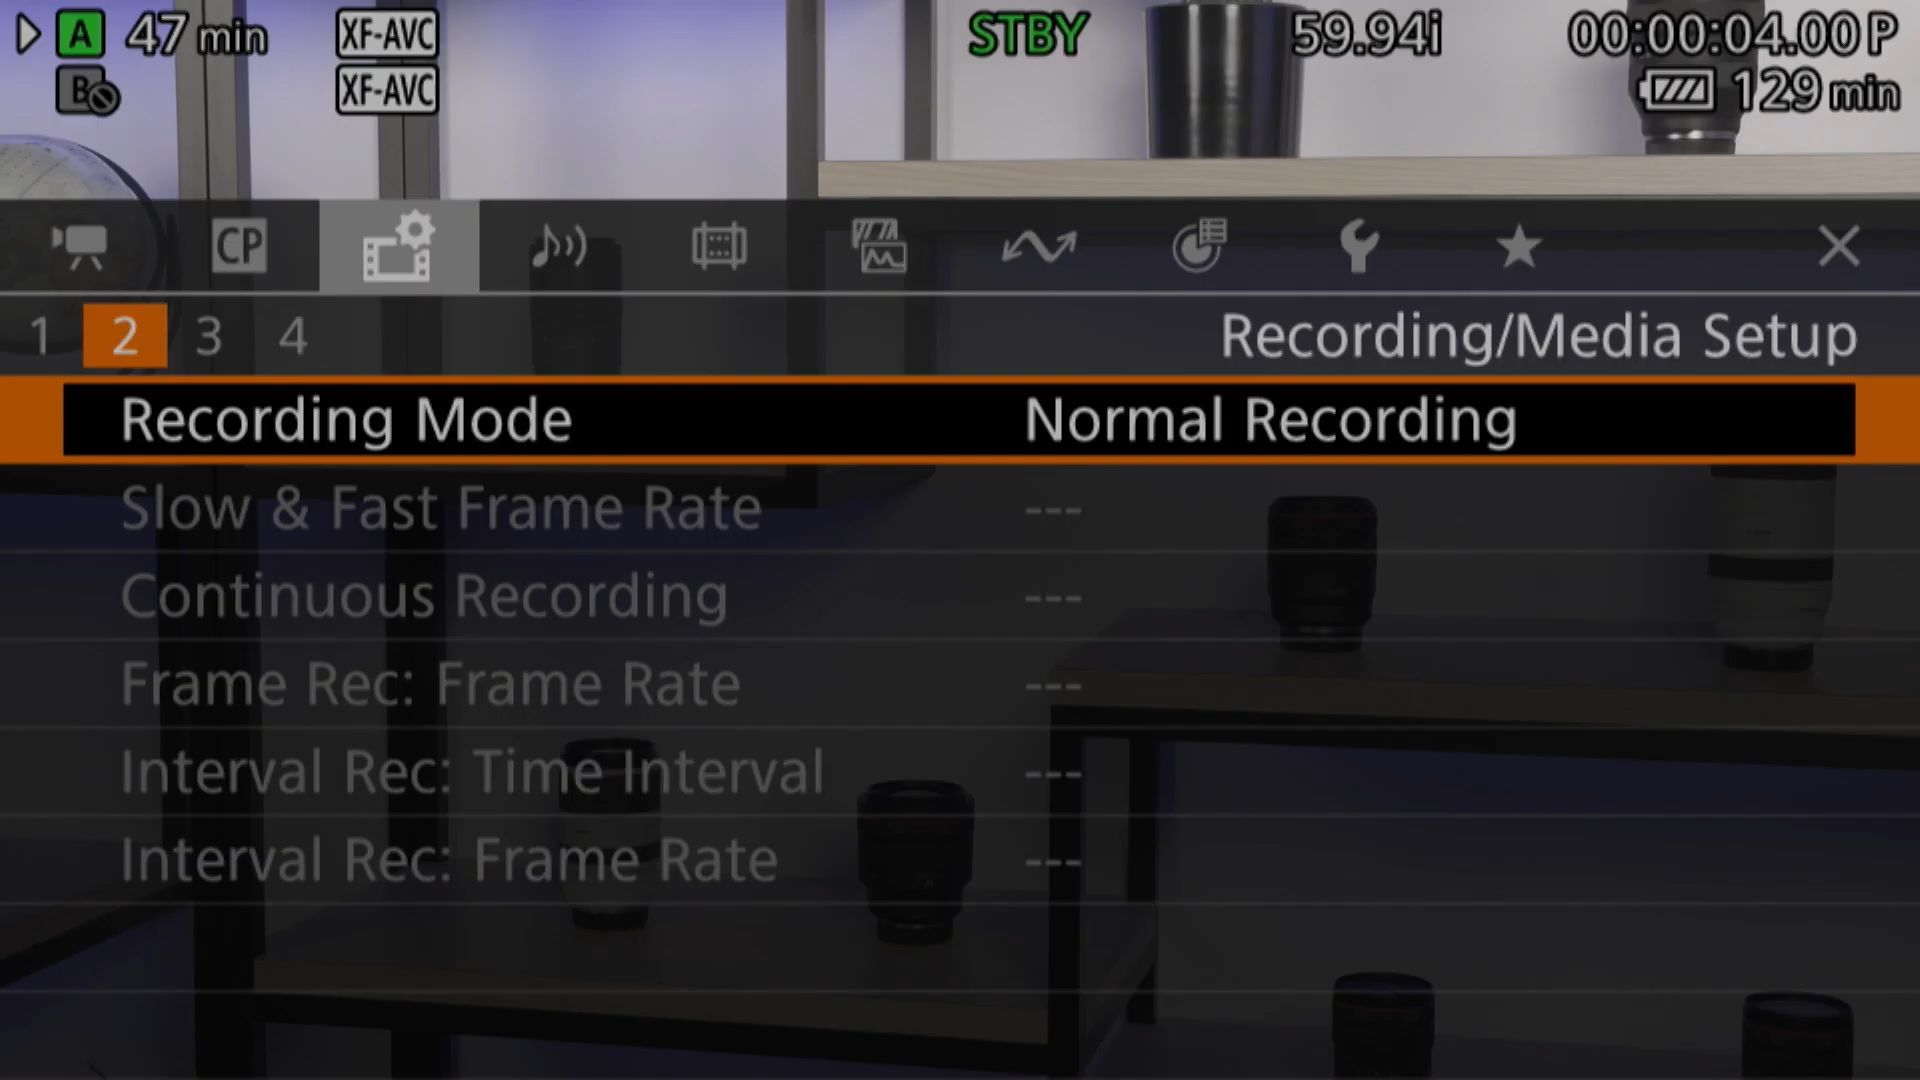 A 47 min XF-AVC STBY 59.94i 00:00:04.00 P
B XF-AVC 129 min
CP
1 2 3 4 Recording/Media Setup
Recording Mode Normal Recording
Slow & Fast Frame Rate ---
Continuous Recording ---
Frame Rec: Frame Rate ---
Interval Rec: Time Interval ---
Interval Rec: Frame Rate ---